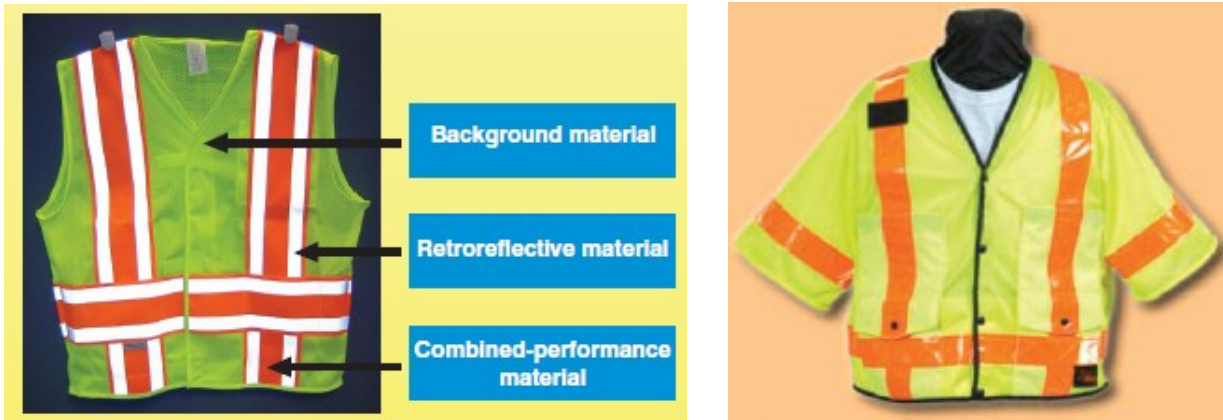 Background material
Retroreflective material
Combined-performance
material